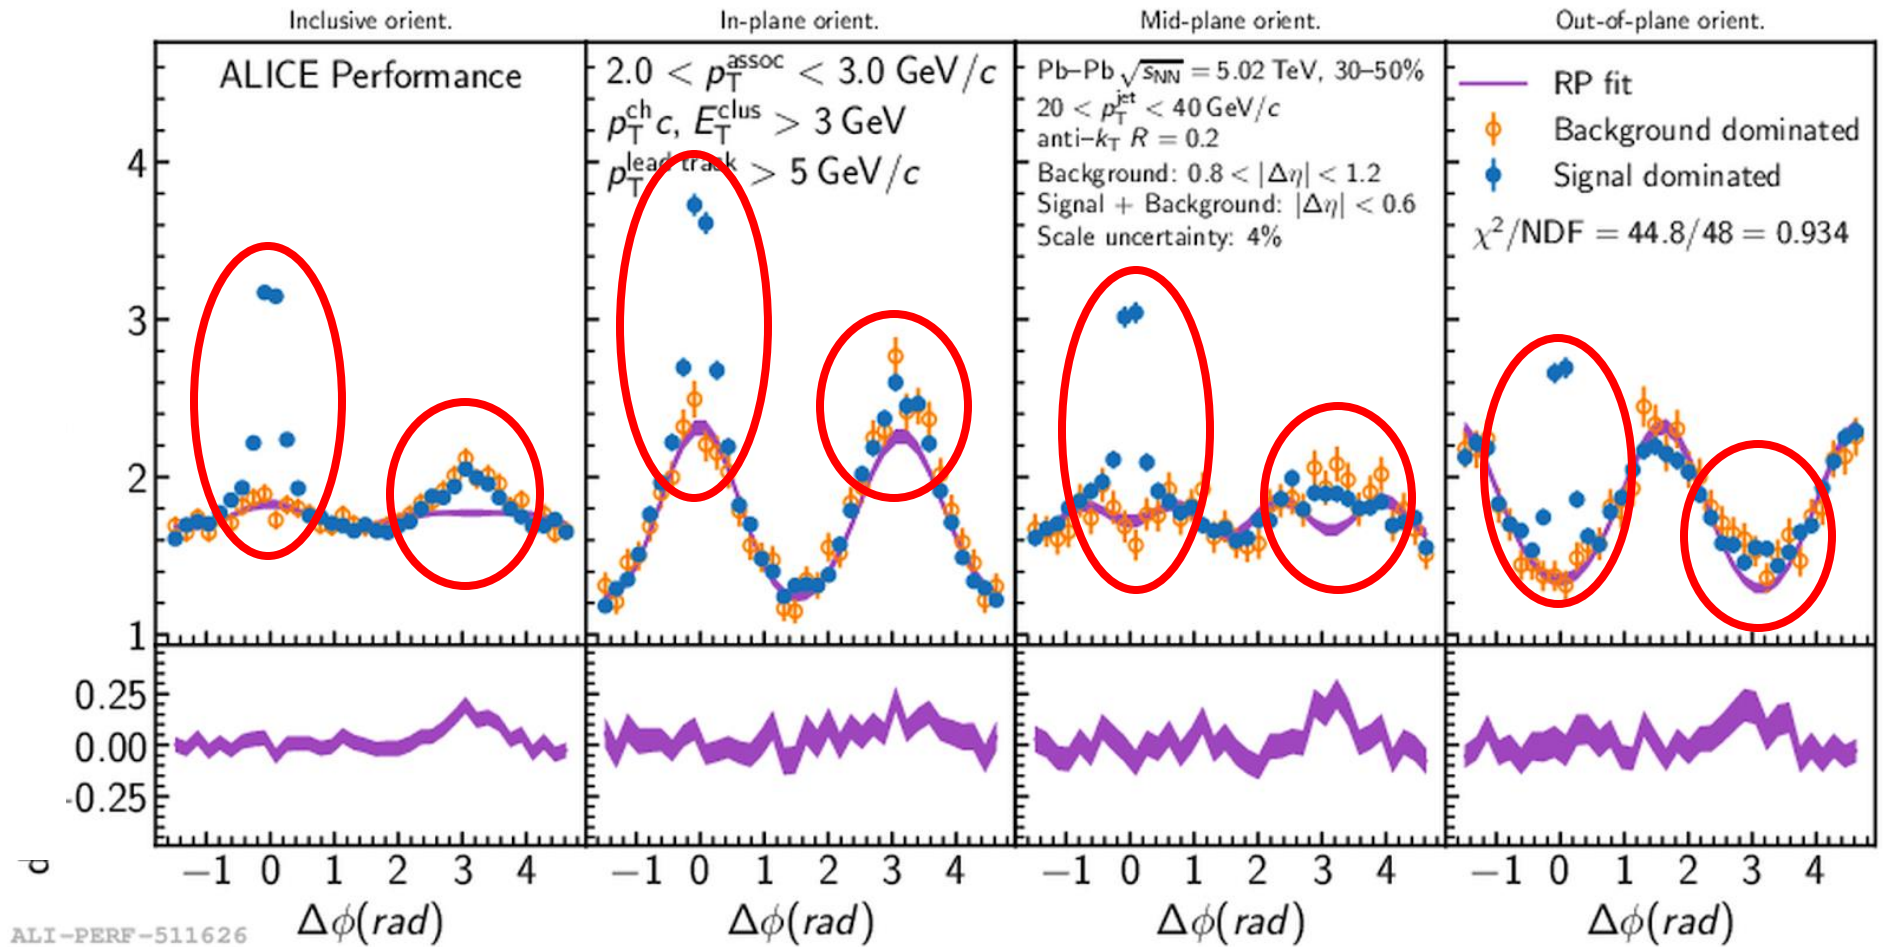 Inclusive orient.
In-plane orient.
Mid-plane orient.
Out-of-plane orient.
ALICE Performance
2.0 < p_T^assoc < 3.0 GeV/c
p_T^ch c, E_T^clus > 3 GeV
p_T^lead track > 5 GeV/c
Pb–Pb √s_NN = 5.02 TeV, 30–50%
20 < p_T^jet < 40 GeV/c
anti–k_T R = 0.2
Background: 0.8 < |Δη| < 1.2
Signal + Background: |Δη| < 0.6
Scale uncertainty: 4%
RP fit
Background dominated
Signal dominated
χ²/NDF = 44.8/48 = 0.934
4
3
2
1
0.25
0.00
-0.25
−1 0 1 2 3 4
−1 0 1 2 3 4
−1 0 1 2 3 4
−1 0 1 2 3 4
Δϕ(rad)
Δϕ(rad)
Δϕ(rad)
Δϕ(rad)
ALI-PERF-511626